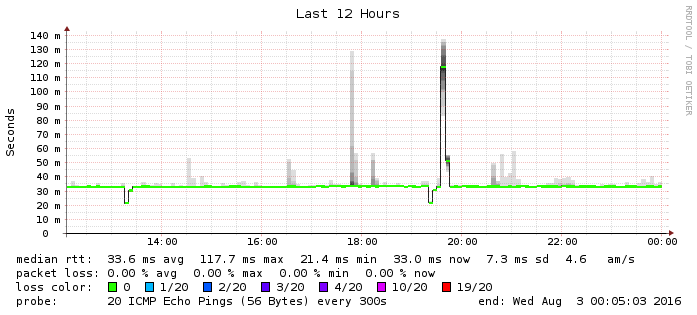 Last 12 Hours
RRDTOOL / TOBI OETIKER
Seconds
140 m
130 m
120 m
110 m
100 m
90 m
80 m
70 m
60 m
50 m
40 m
30 m
20 m
10 m
0
14:00 16:00 18:00 20:00 22:00 00:00
median rtt: 33.6 ms avg 117.7 ms max 21.4 ms min 33.0 ms now 7.3 ms sd 4.6 am/s
packet loss: 0.00 % avg 0.00 % max 0.00 % min 0.00 % now
loss color: 0 1/20 2/20 3/20 4/20 10/20 19/20
probe: 20 ICMP Echo Pings (56 Bytes) every 300s end: Wed Aug 3 00:05:03 2016